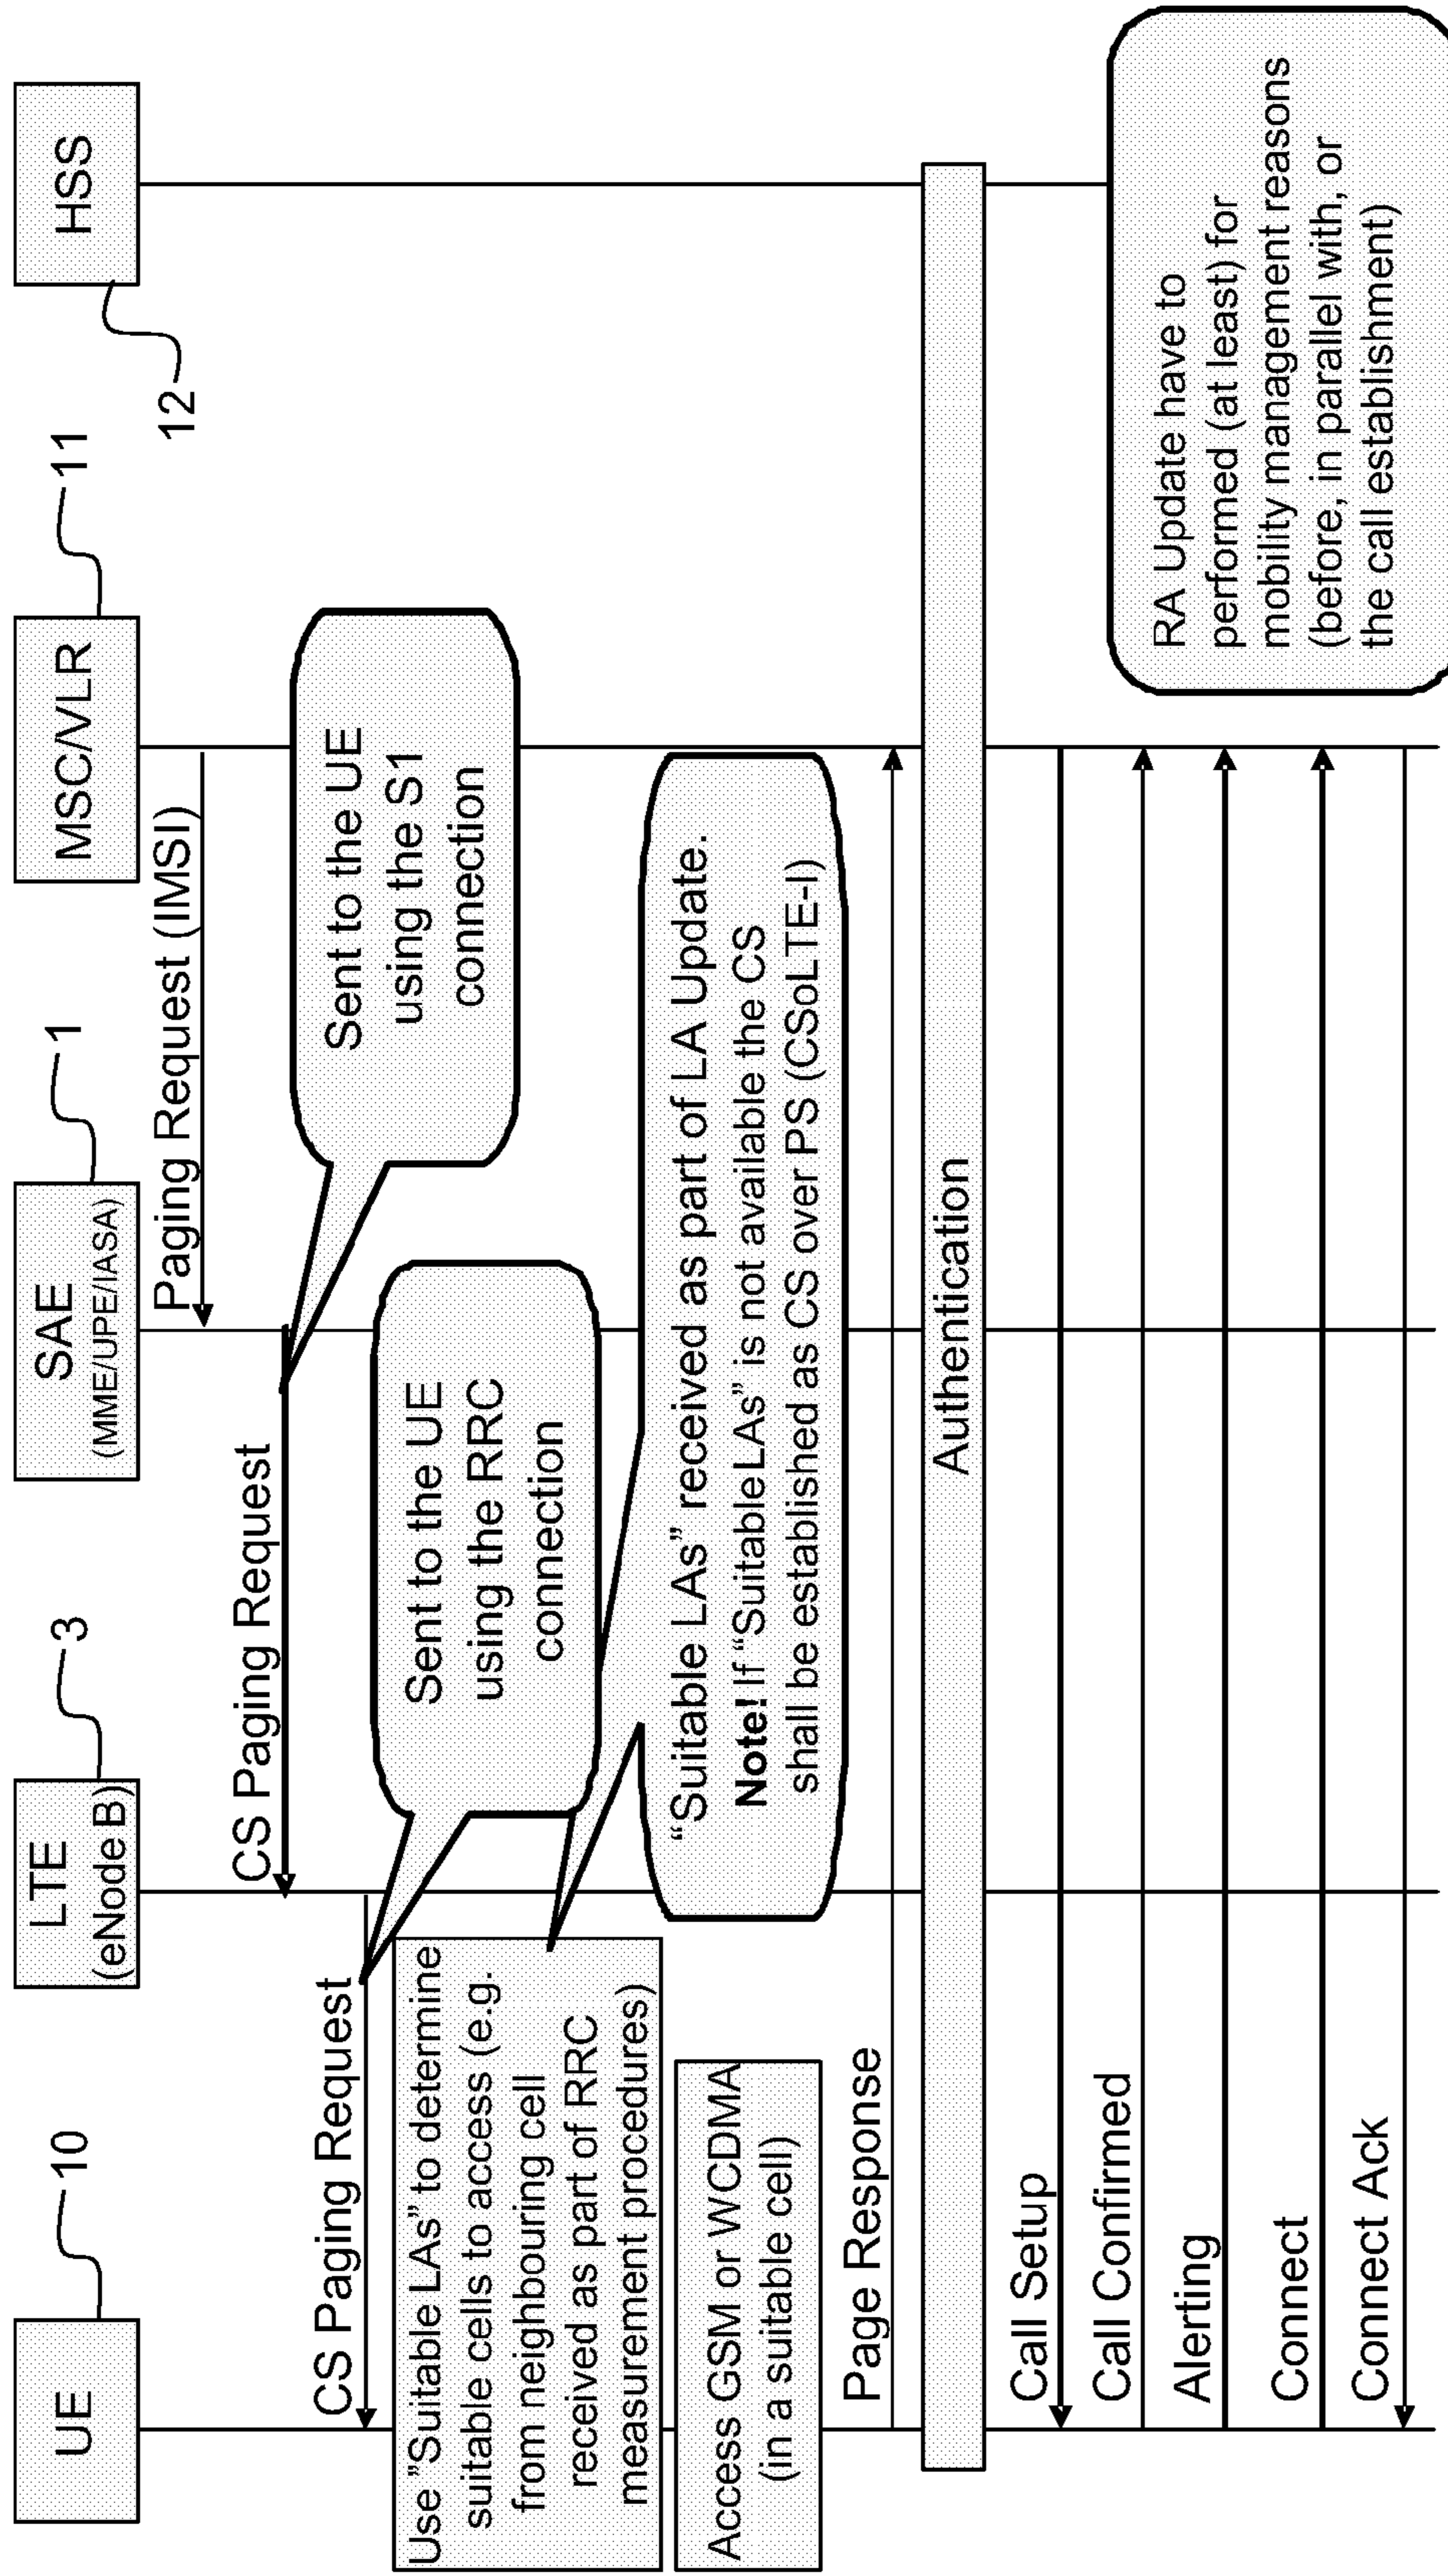 UE
10
LTE
(eNode B)
3
SAE
(MME/UPE/IASA)
1
MSC/VLR
11
HSS
12
Paging Request (IMSI)
CS Paging Request
Sent to the UE
using the S1
connection
CS Paging Request
Sent to the UE
using the RRC
connection
Use ”Suitable LAs” to determine
suitable cells to access (e.g.
from neighbouring cell
received as part of RRC
measurement procedures)
“Suitable LAs” received as part of LA Update.
Note! If “SuitableLAs” is not available the CS
shall be established as CS over PS (CSoLTE-I)
Access GSM or WCDMA
(in a suitable cell)
Page Response
Authentication
Call Setup
Call Confirmed
Alerting
Connect
Connect Ack
RA Update have to
performed (at least) for
mobility management reasons
(before, in parallel with, or
the call establishment)